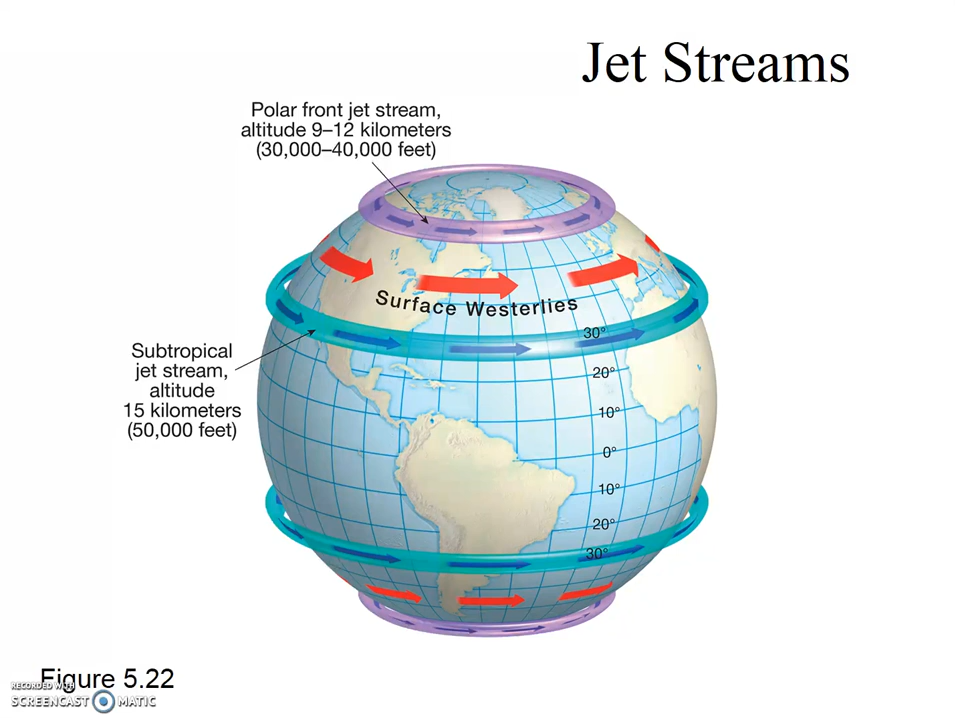 Jet Streams
Polar front jet stream,
altitude 9–12 kilometers
(30,000–40,000 feet)
Surface Westerlies
30°
Subtropical
jet stream,
altitude
15 kilometers
(50,000 feet)
20°
10°
0°
10°
20°
30°
Figure 5.22
RECORDED WITH
SCREENCAST MATIC